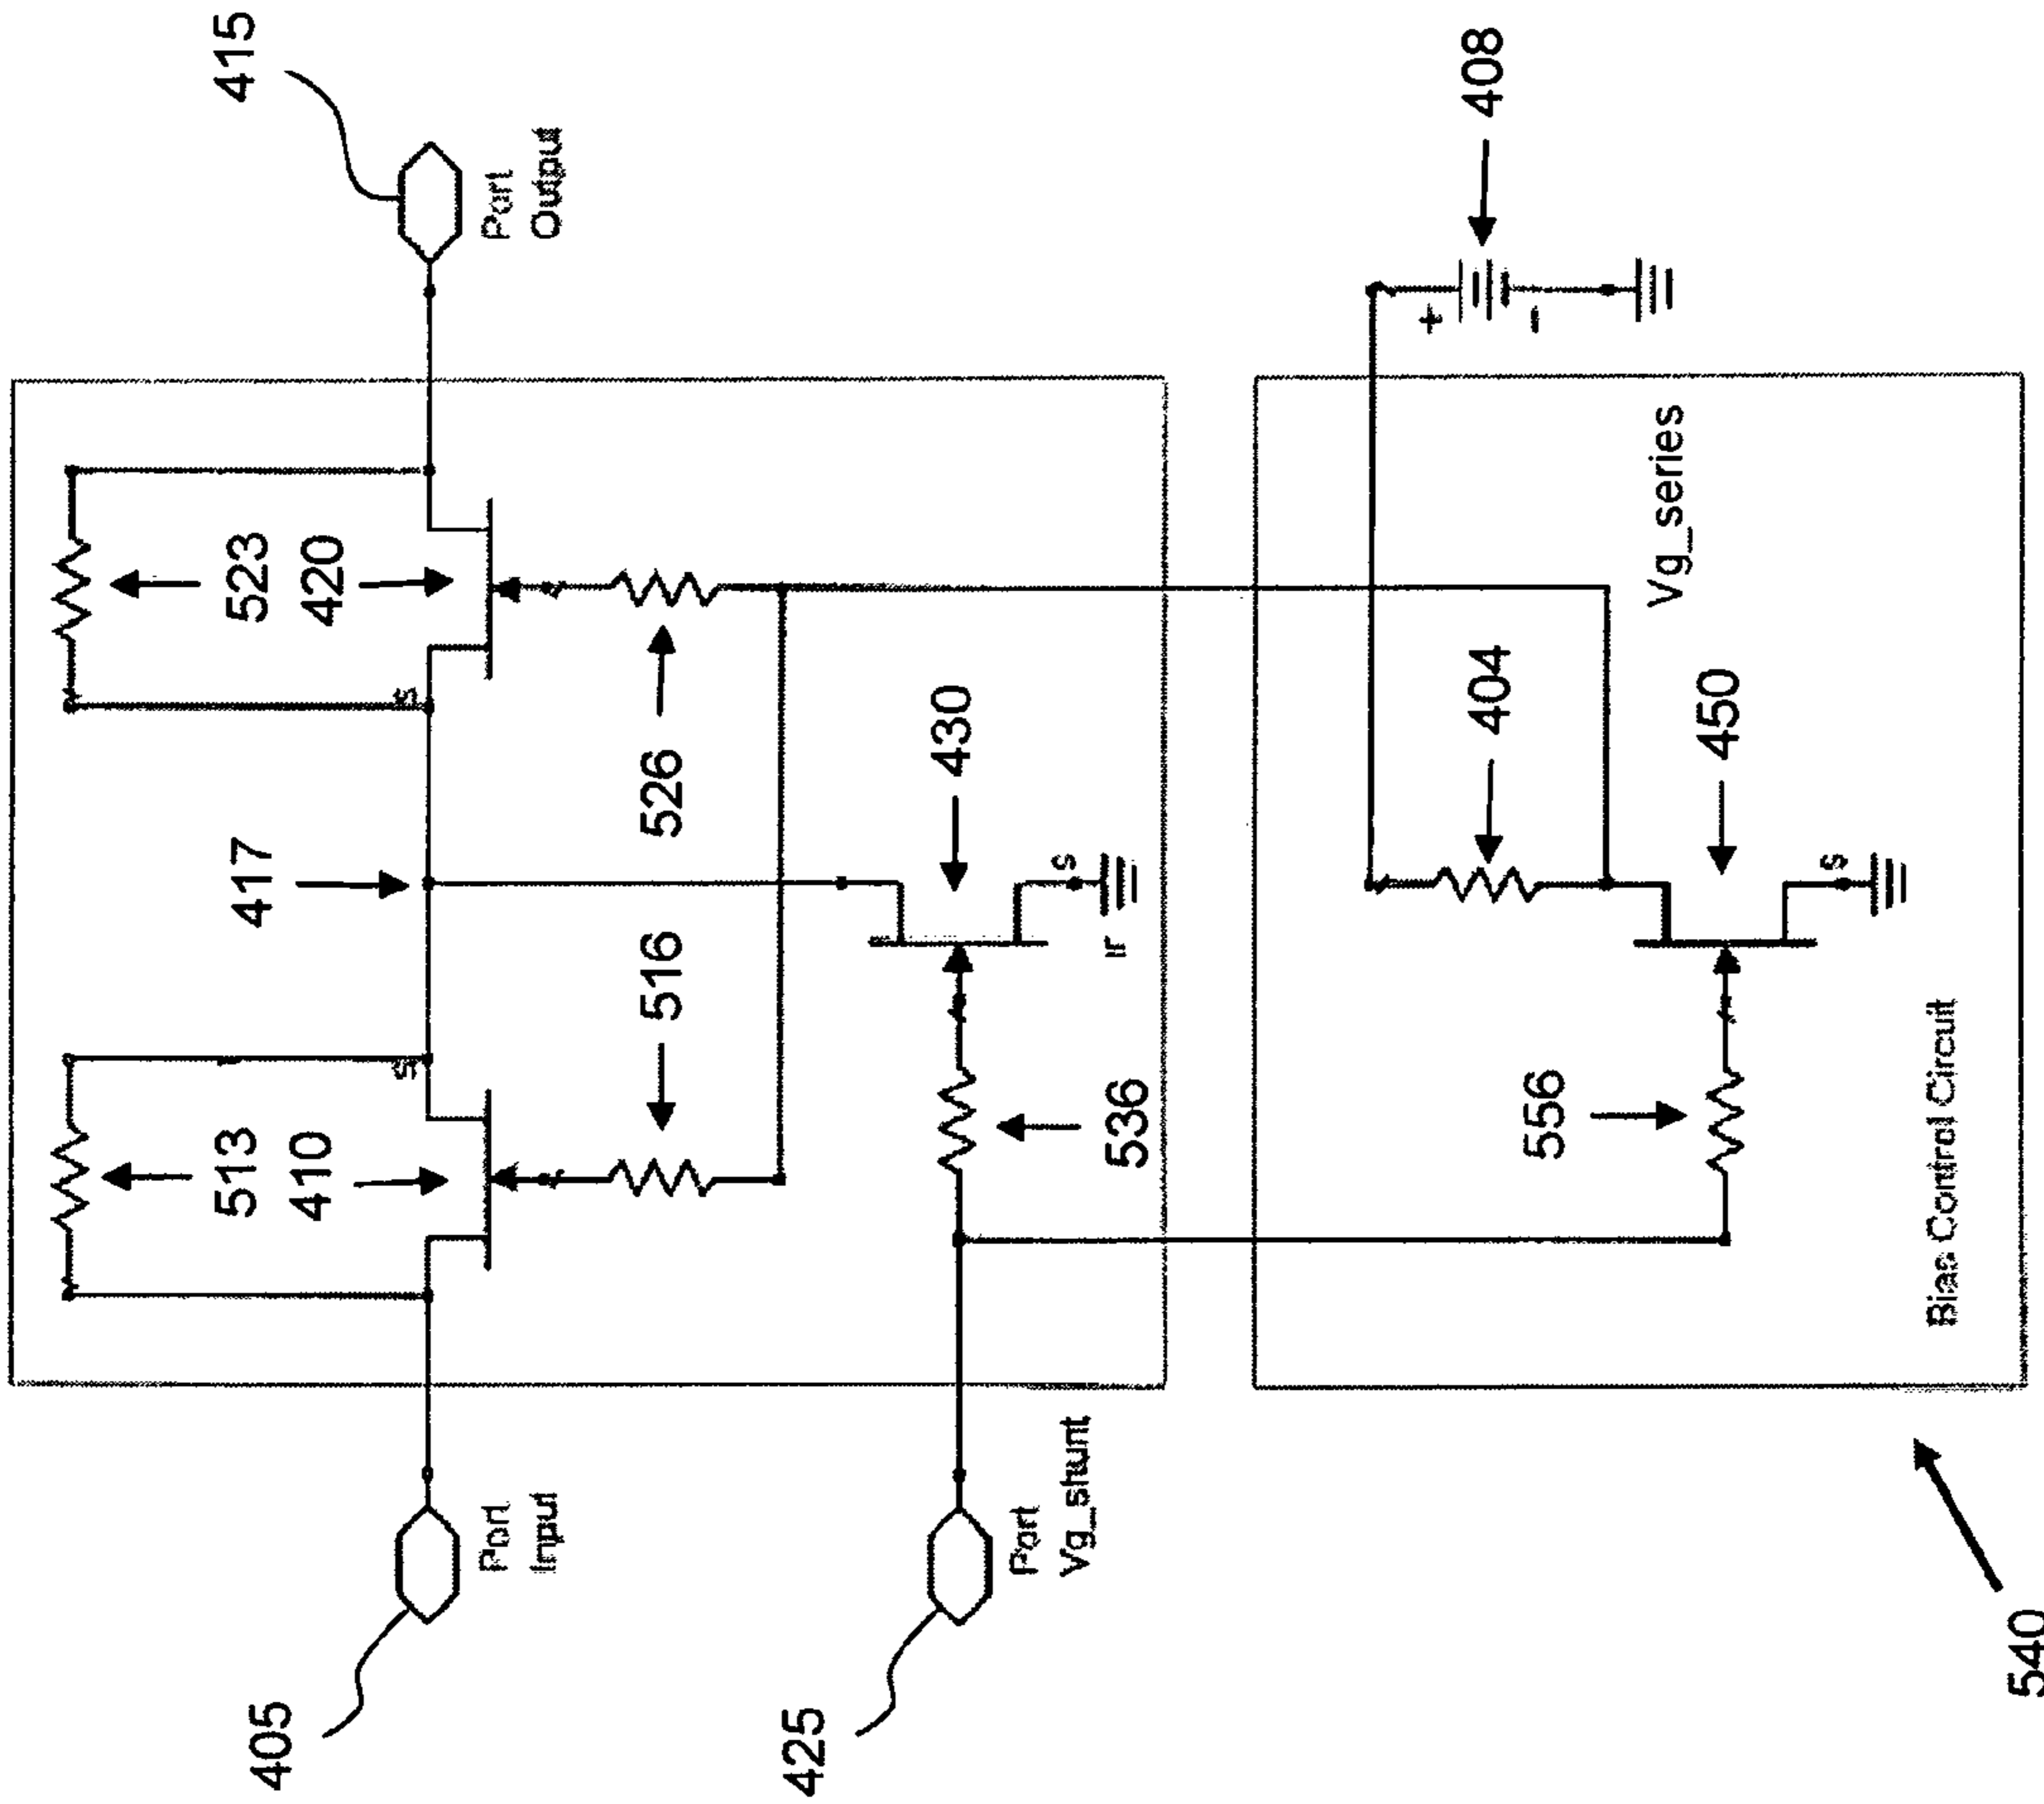 415
Port
Output
408
523
420
s
526
417
430
s
lr
516
s
513
410
536
Vg_series
404
450
s
556
Bias Control Circuit
+
-
Port
Input
405
Port
Vg_shunt
425
540